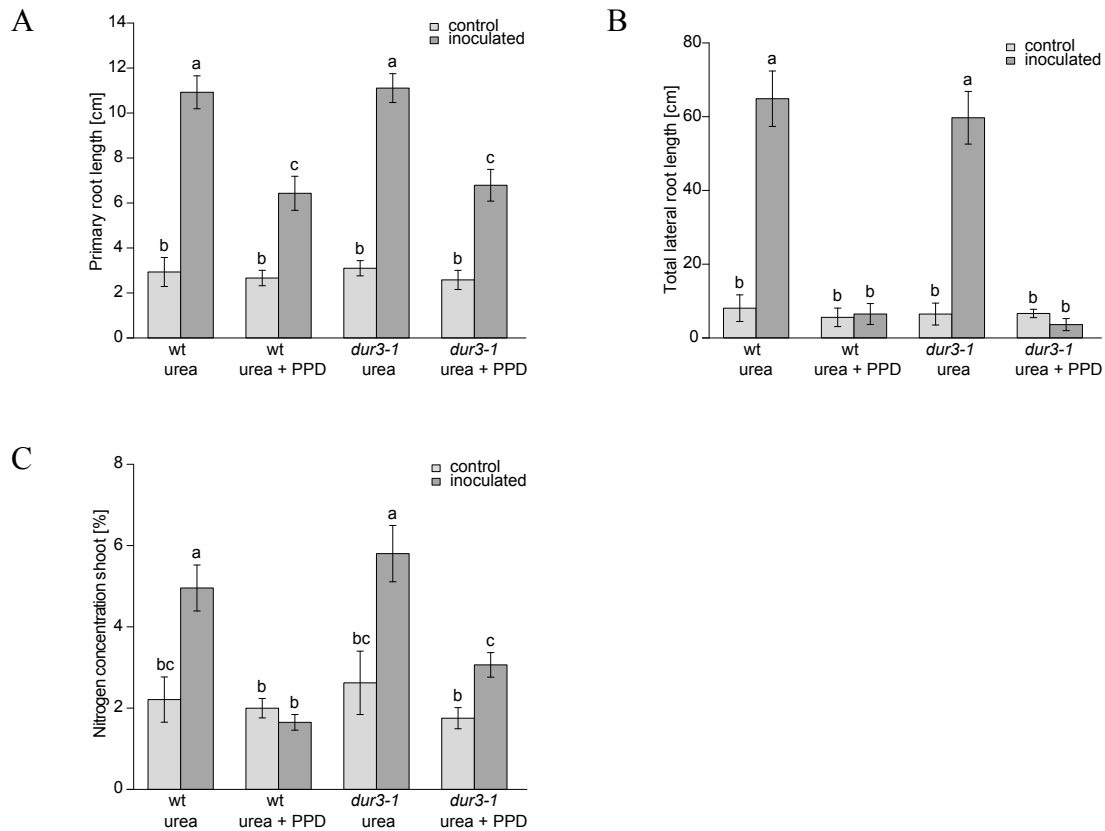 A
Primary root length [cm]
14
12
10
8
6
4
2
0
control
inoculated
a
a
c
c
b
b
b
b
wt
urea
wt
urea + PPD
dur3-1
urea
dur3-1
urea + PPD
B
Total lateral root length [cm]
80
60
40
20
0
control
inoculated
a
a
b
b
b
b
b
b
wt
urea
wt
urea + PPD
dur3-1
urea
dur3-1
urea + PPD
C
Nitrogen concentration shoot [%]
8
6
4
2
0
control
inoculated
bc
a
b
b
bc
a
b
c
wt
urea
wt
urea + PPD
dur3-1
urea
dur3-1
urea + PPD